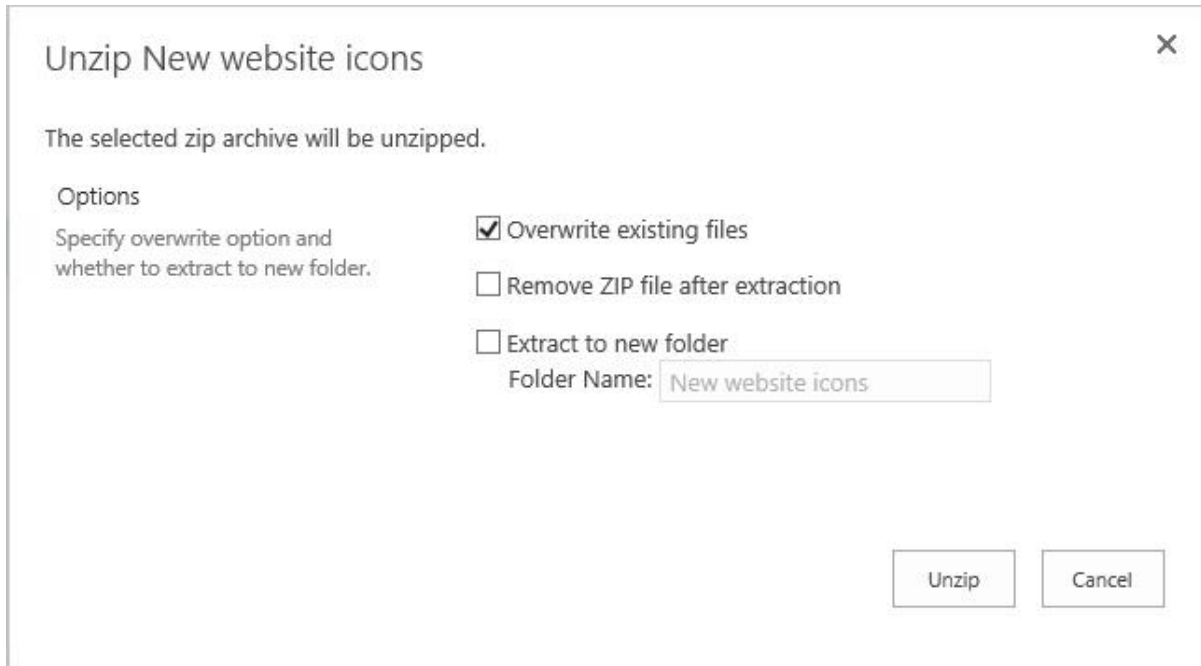 Unzip New website icons
The selected zip archive will be unzipped.
Options
Specify overwrite option and
whether to extract to new folder.
Overwrite existing files
Remove ZIP file after extraction
Extract to new folder
Folder Name: New website icons
Unzip
Cancel